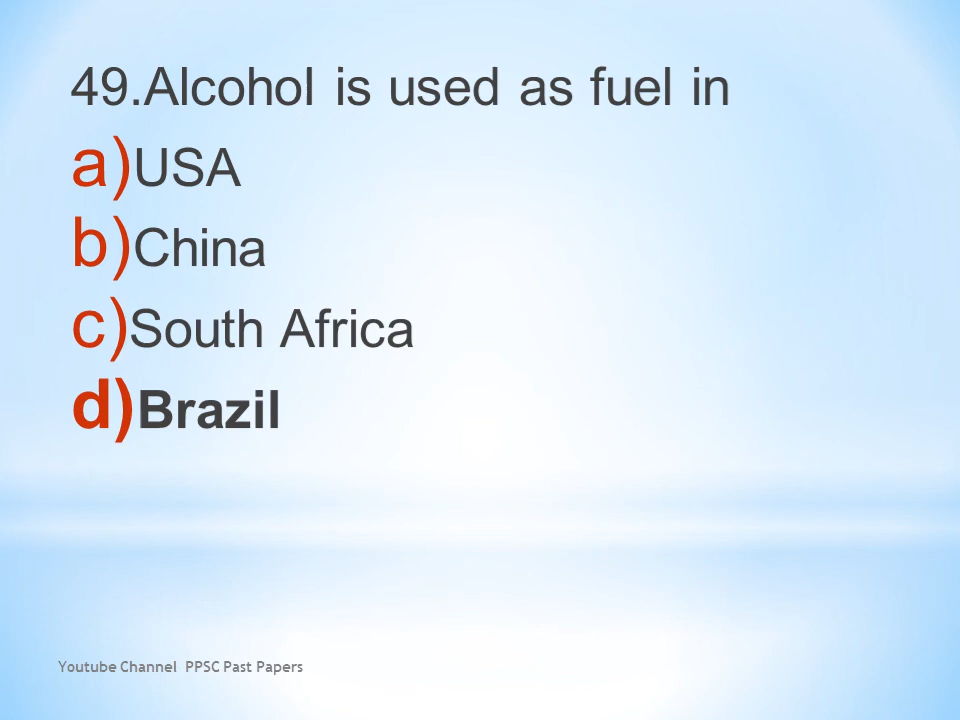 49.Alcohol is used as fuel in
a)USA
b)China
c)South Africa
d)Brazil
Youtube Channel PPSC Past Papers